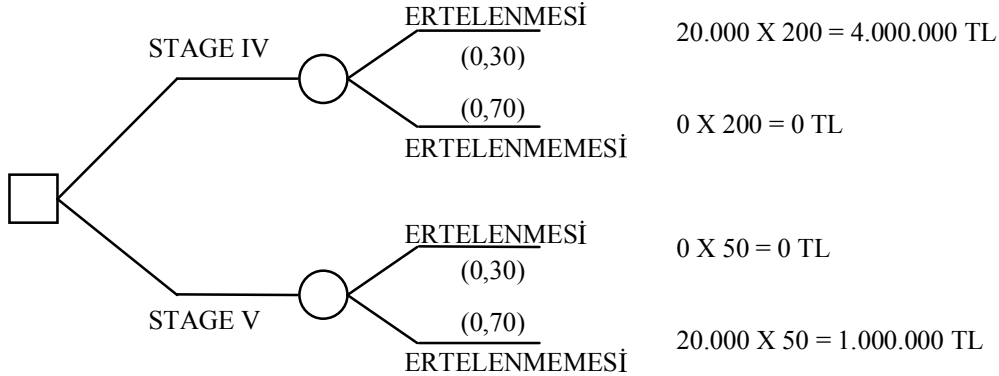 ERTELENMESİ
20.000 X 200 = 4.000.000 TL
STAGE IV
(0,30)
(0,70)
0 X 200 = 0 TL
ERTELENMEMESİ
ERTELENMESİ
0 X 50 = 0 TL
(0,30)
STAGE V
(0,70)
20.000 X 50 = 1.000.000 TL
ERTELENMEMESİ